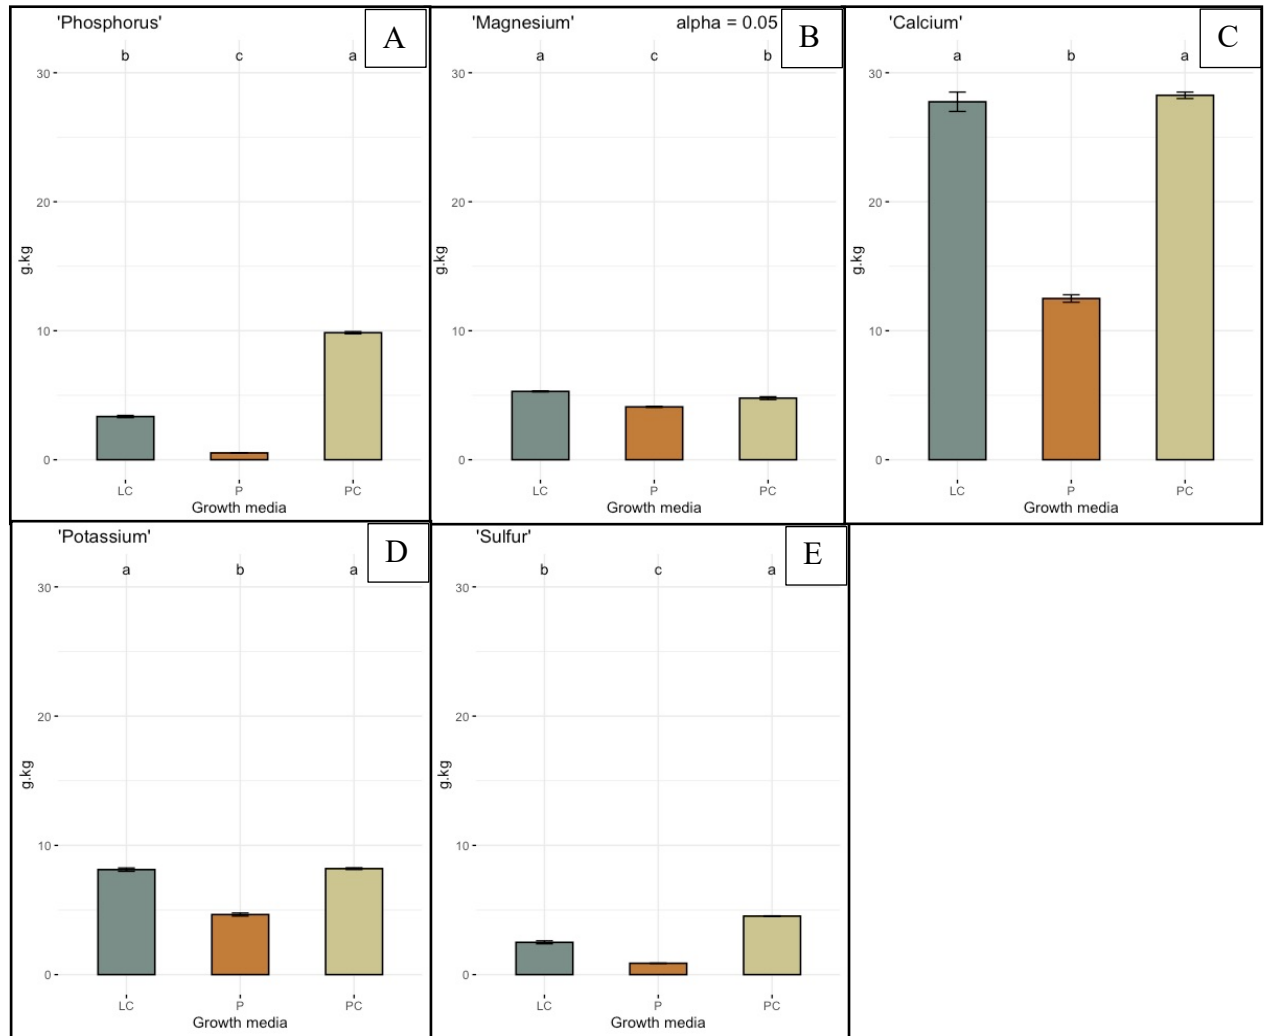 'Phosphorus'
A
b c a
30
20
10
0
g.kg
LC P PC
Growth media
'Magnesium' alpha = 0.05
B
a c b
30
20
10
0
g.kg
LC P PC
Growth media
'Calcium'
C
a b a
30
20
10
0
g.kg
LC P PC
Growth media
'Potassium'
D
a b a
30
20
10
0
g.kg
LC P PC
Growth media
'Sulfur'
E
b c a
30
20
10
0
g.kg
LC P PC
Growth media